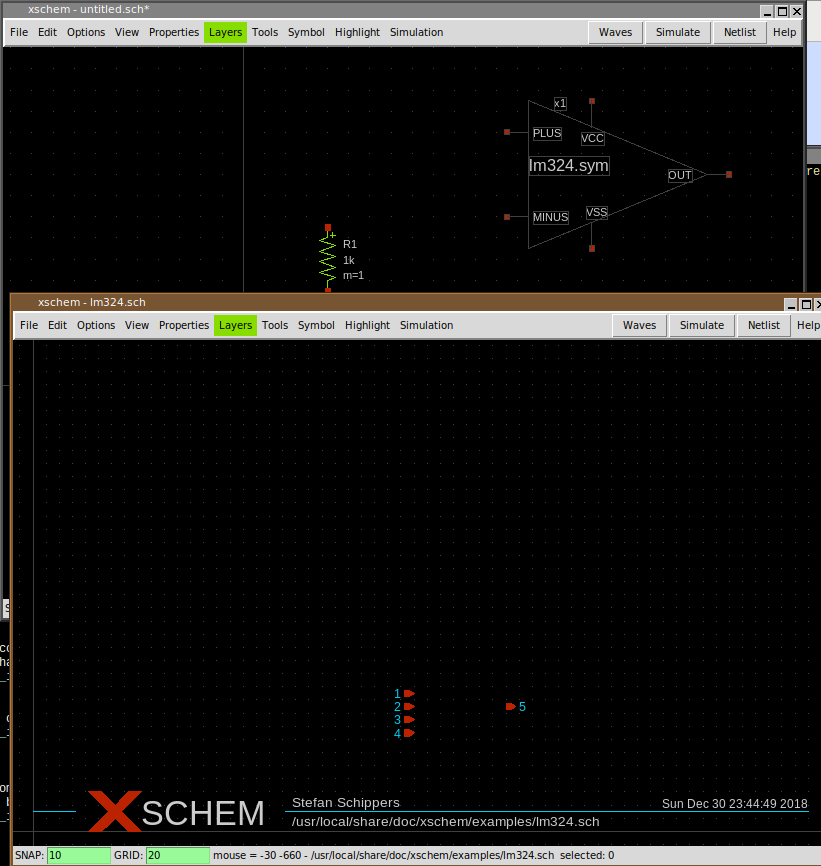 xschem - untitled.sch*
File Edit Options View Properties Layers Tools Symbol Highlight Simulation Waves Simulate Netlist Help
x1
PLUS
VCC
lm324.sym
OUT
MINUS
VSS
R1
1k
m=1
xschem - lm324.sch
File Edit Options View Properties Layers Tools Symbol Highlight Simulation Waves Simulate Netlist Help
1
2
3
4
5
XSCHEM
Stefan Schippers
Sun Dec 30 23:44:49 2018
/usr/local/share/doc/xschem/examples/lm324.sch
SNAP: 10 GRID: 20 mouse = -30 -660 - /usr/local/share/doc/xschem/examples/lm324.sch selected: 0